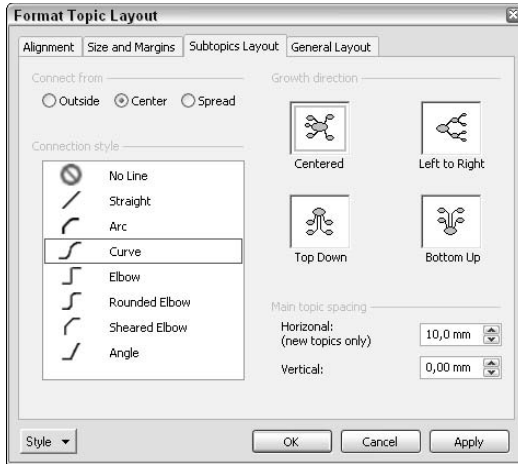 Format Topic Layout
Alignment Size and Margins Subtopics Layout General Layout
Connect from
Outside Center Spread
Connection style
No Line
Straight
Arc
Curve
Elbow
Rounded Elbow
Sheared Elbow
Angle
Growth direction
Centered Left to Right
Top Down Bottom Up
Main topic spacing
Horizonal:
(new topics only) 10,0 mm
Vertical: 0,00 mm
Style OK Cancel Apply